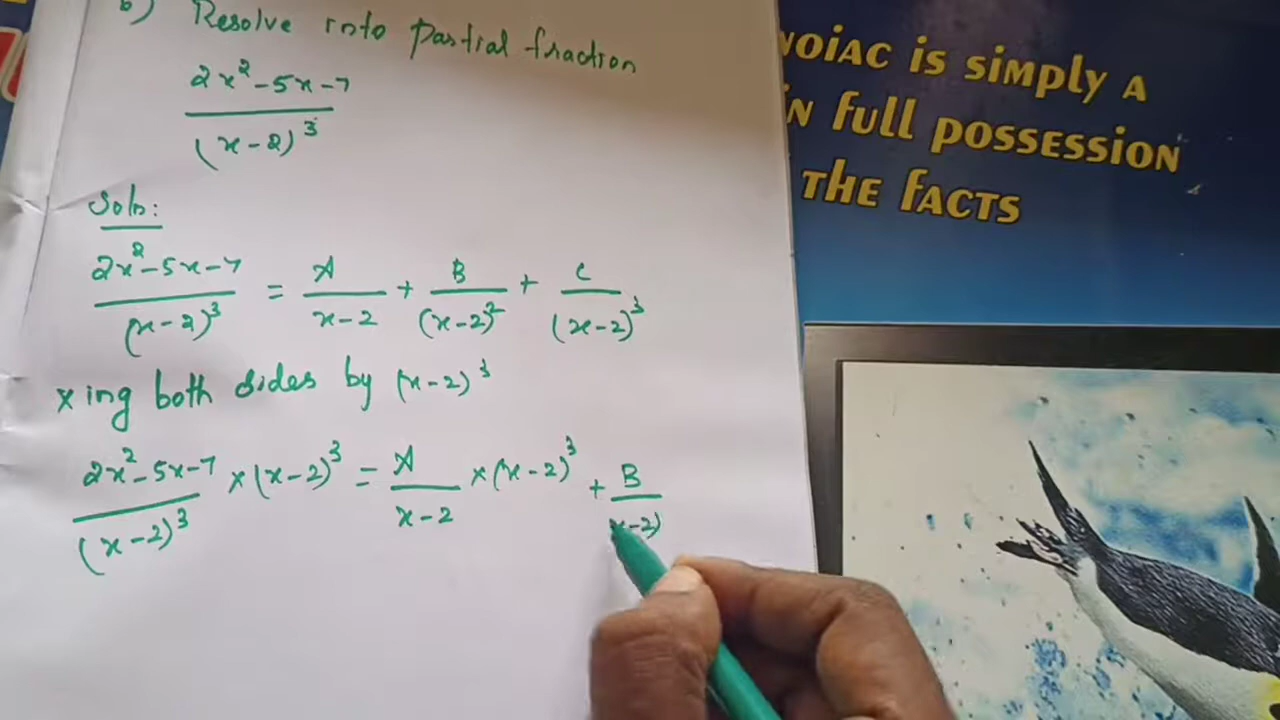 b) Resolve into partial fraction
2x²-5x-7
(x-2)³
Soln:
2x²-5x-7 = A + B + C
(x-2)³ x-2 (x-2)² (x-2)³
xing both sides by (x-2)³
2x²-5x-7 ×(x-2)³ = A ×(x-2)³ + B
(x-2)³ x-2 (x-2)
NOIAC IS SIMPLY A
IN FULL POSSESSION
THE FACTS